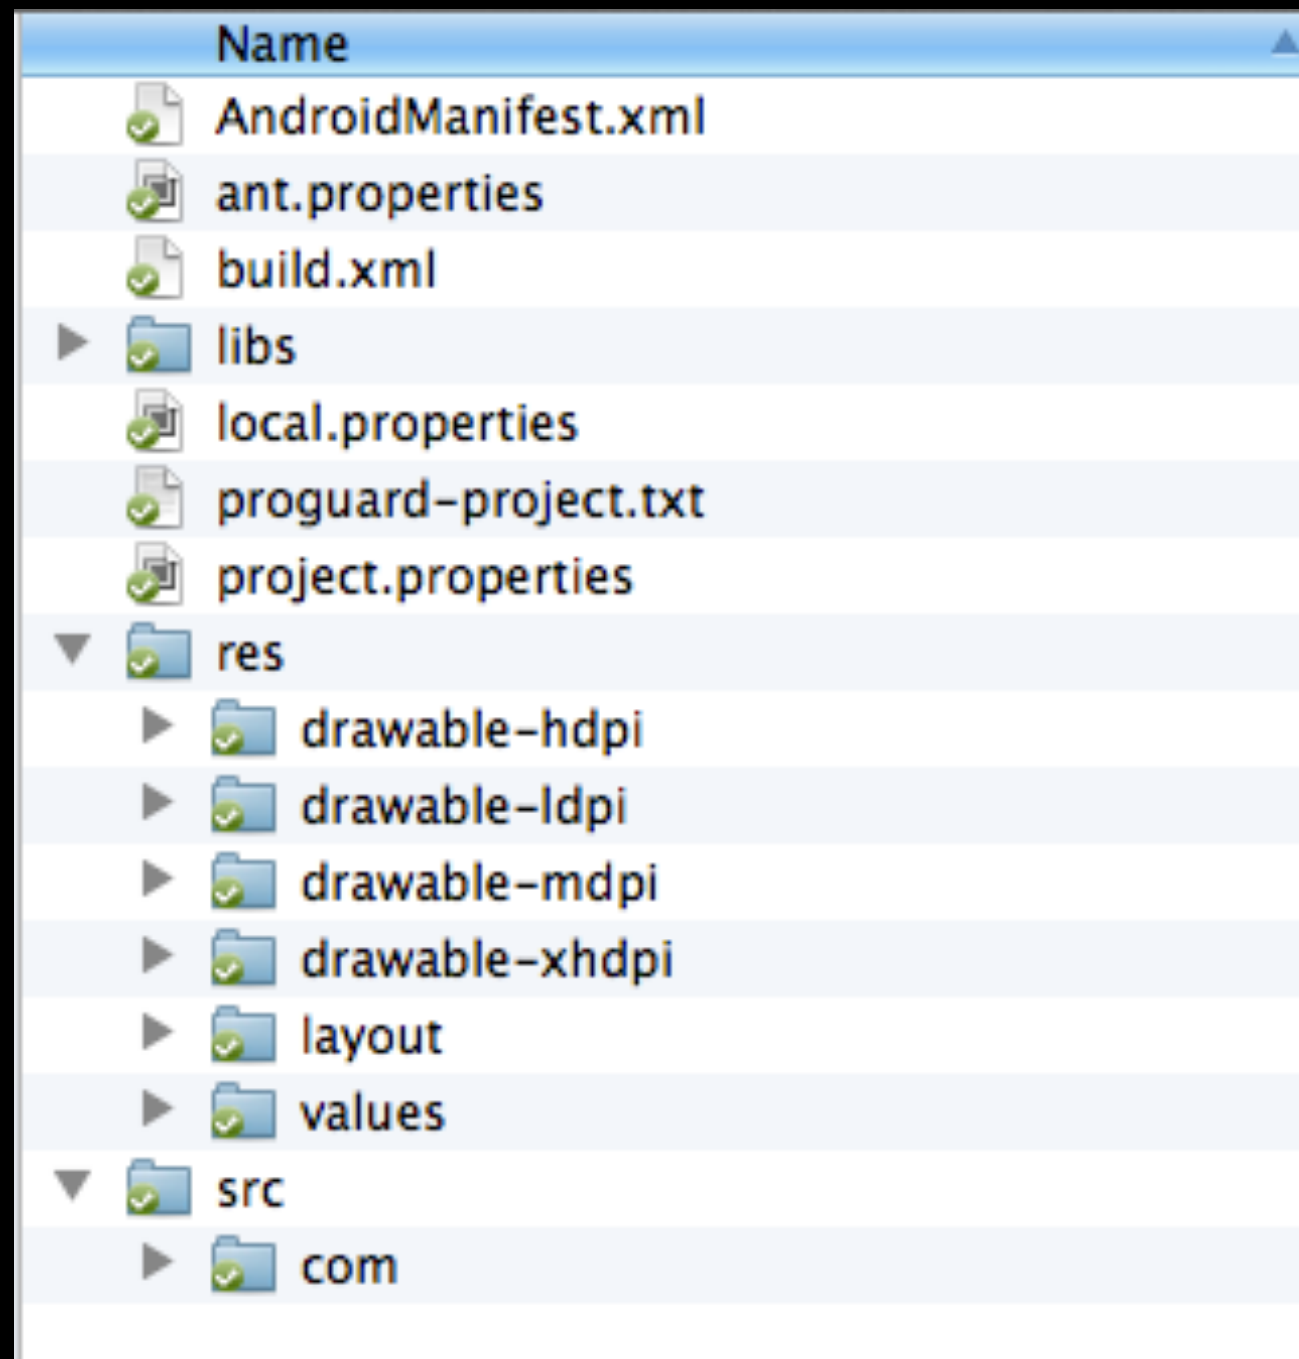 Name
AndroidManifest.xml
ant.properties
build.xml
libs
local.properties
proguard-project.txt
project.properties
res
drawable-hdpi
drawable-ldpi
drawable-mdpi
drawable-xhdpi
layout
values
src
com